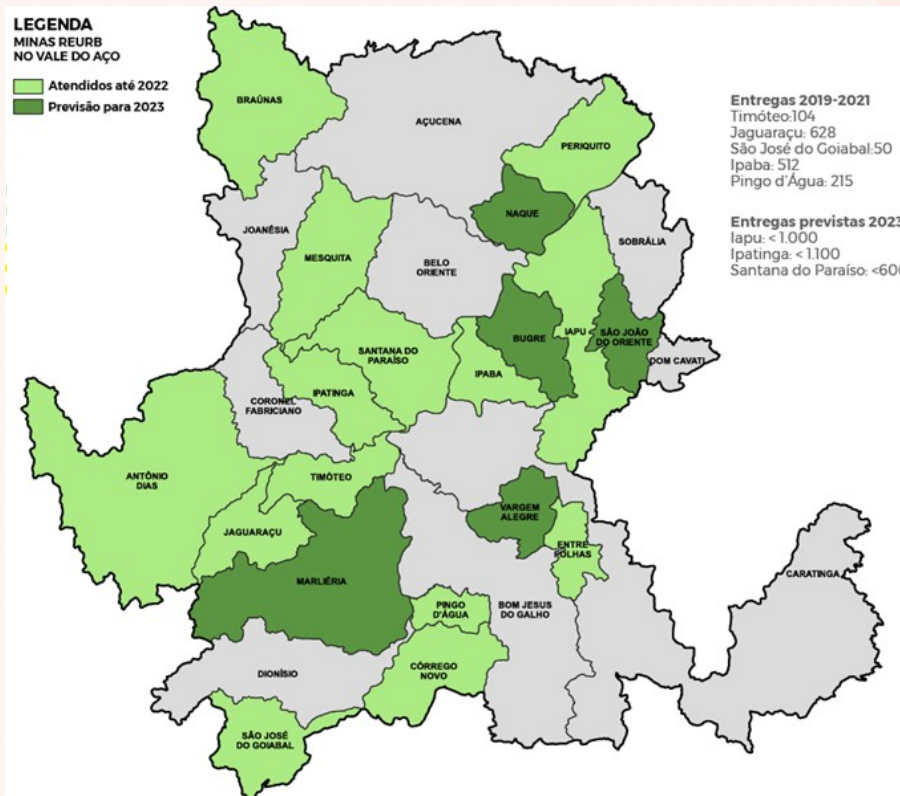 LEGENDA
MINAS REURB
NO VALE DO AÇO
Atendidos até 2022
Previsão para 2023
Entregas 2019-2021
Timóteo:104
Jaguaraçu: 628
São José do Goiabal:50
Ipaba: 512
Pingo d'Água: 215
Entregas previstas 2023
Iapu: < 1.000
Ipatinga: < 1.100
Santana do Paraíso: <600
BRAÚNAS
AÇUCENA
PERIQUITO
NAQUE
JOANÉSIA
MESQUITA
BELO
ORIENTE
SOBRÁLIA
SANTANA DO
PARAÍSO
BUGRE
IAPU
SÃO JOÃO
DO ORIENTE
DOM CAVATI
IPABA
IPATINGA
CORONEL
FABRICIANO
ANTÔNIO
DIAS
TIMÓTEO
JAGUARAÇU
VARGEM
ALEGRE
ENTRE
FOLHAS
MARLIÉRIA
CARATINGA
PINGO
D'ÁGUA
BOM JESUS
DO GALHO
CÓRREGO
NOVO
DIONÍSIO
SÃO JOSÉ
DO GOIABAL